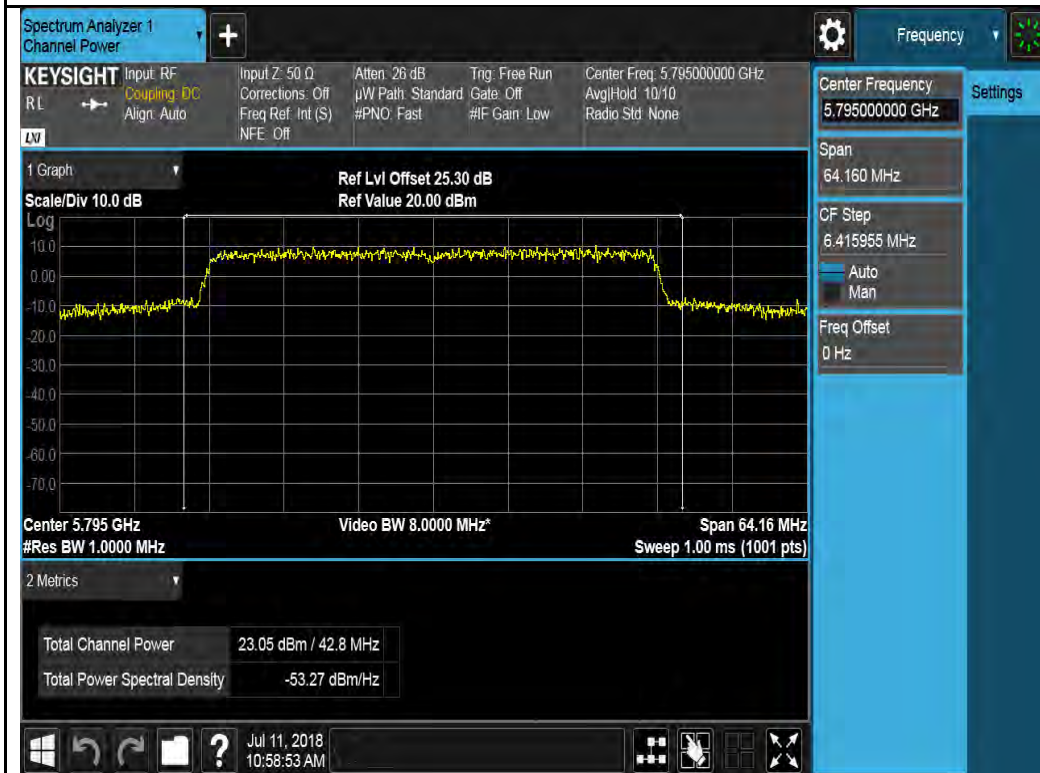 Spectrum Analyzer 1
Channel Power
+
Frequency
KEYSIGHT
RL
LXI
Input: RF
Coupling: DC
Align: Auto
Input Z: 50 Ω
Corrections: Off
Freq Ref: Int (S)
NFE: Off
Atten: 26 dB
µW Path: Standard
#PNO: Fast
Trig: Free Run
Gate: Off
#IF Gain: Low
Center Freq: 5.795000000 GHz
Avg|Hold: 10/10
Radio Std: None
Center Frequency
5.795000000 GHz
Settings
Span
64.160 MHz
CF Step
6.415955 MHz
Auto
Man
Freq Offset
0 Hz
1 Graph
Scale/Div 10.0 dB
Ref Lvl Offset 25.30 dB
Ref Value 20.00 dBm
Log
10.0
0.00
-10.0
-20.0
-30.0
-40.0
-50.0
-60.0
-70.0
Center 5.795 GHz
#Res BW 1.0000 MHz
Video BW 8.0000 MHz*
Span 64.16 MHz
Sweep 1.00 ms (1001 pts)
2 Metrics
Total Channel Power 23.05 dBm / 42.8 MHz
Total Power Spectral Density -53.27 dBm/Hz
?
Jul 11, 2018
10:58:53 AM